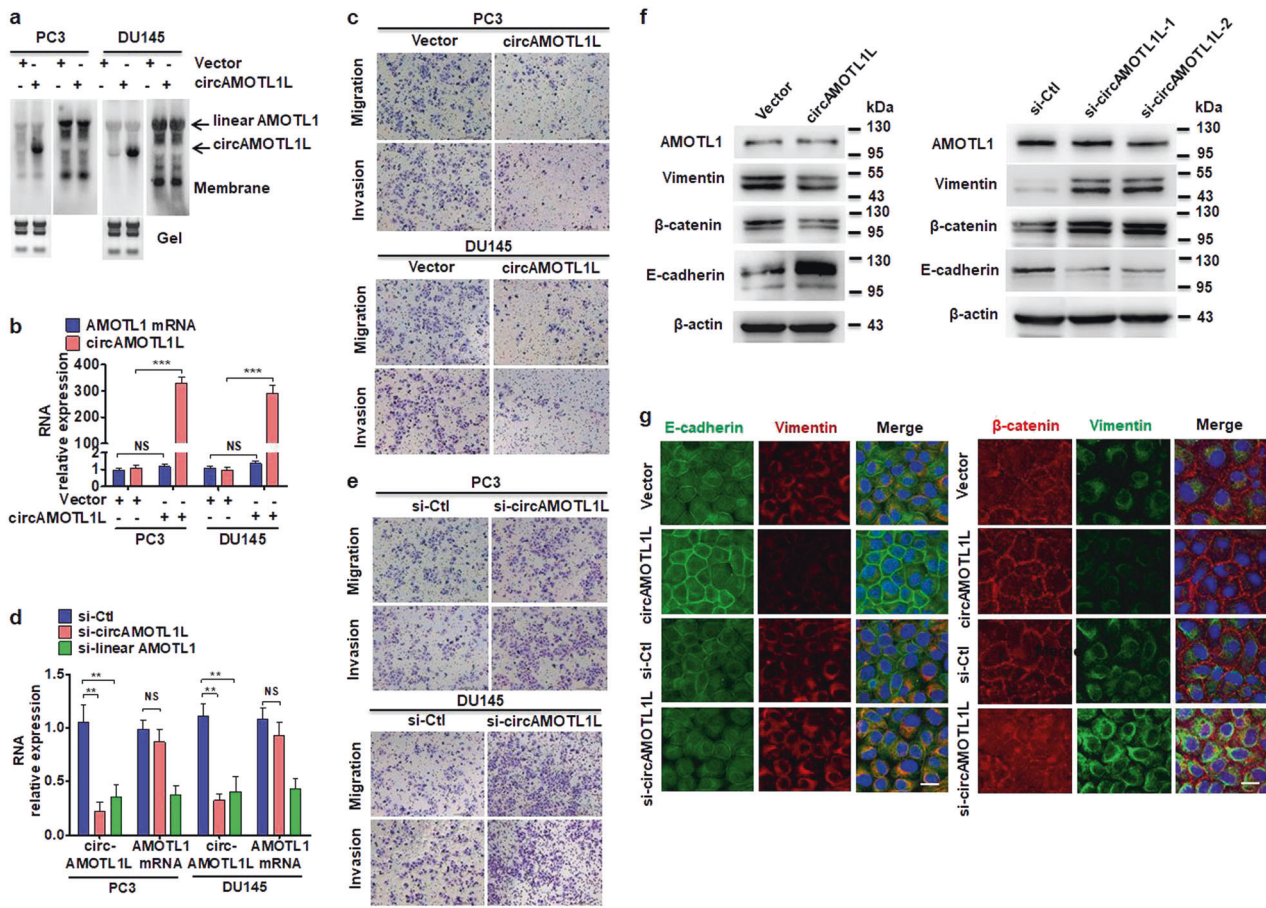 a
PC3 DU145
+ - + - + - + - Vector
- + - + - + - + circAMOTL1L
linear AMOTL1
circAMOTL1L
Membrane
Gel
b
AMOTL1 mRNA
circAMOTL1L
RNA
relative expression
400
300
200
100
2
1
0
NS *** NS ***
Vector + + - - + + - -
circAMOTL1L - - + + - - + +
PC3 DU145
c
PC3
Vector circAMOTL1L
Migration
Invasion
DU145
Vector circAMOTL1L
Migration
Invasion
d
si-Ctl
si-circAMOTL1L
si-linear AMOTL1
RNA
relative expression
1.5
1.0
0.5
0.0
** ** NS ** ** NS
circ- AMOTL1 circ- AMOTL1
AMOTL1L mRNA AMOTL1L mRNA
PC3 DU145
e
PC3
si-Ctl si-circAMOTL1L
Migration
Invasion
DU145
si-Ctl si-circAMOTL1L
Migration
Invasion
f
Vector circAMOTL1L kDa
AMOTL1 130
95
Vimentin 55
43
β-catenin 130
95
E-cadherin 130
95
β-actin 43
si-Ctl si-circAMOTL1L-1 si-circAMOTL1L-2 kDa
AMOTL1 130
95
Vimentin 55
43
β-catenin 130
95
E-cadherin 130
95
β-actin 43
g
E-cadherin Vimentin Merge
Vector
circAMOTL1L
si-Ctl
si-circAMOTL1L
β-catenin Vimentin Merge
Vector
circAMOTL1L
si-Ctl
si-circAMOTL1L